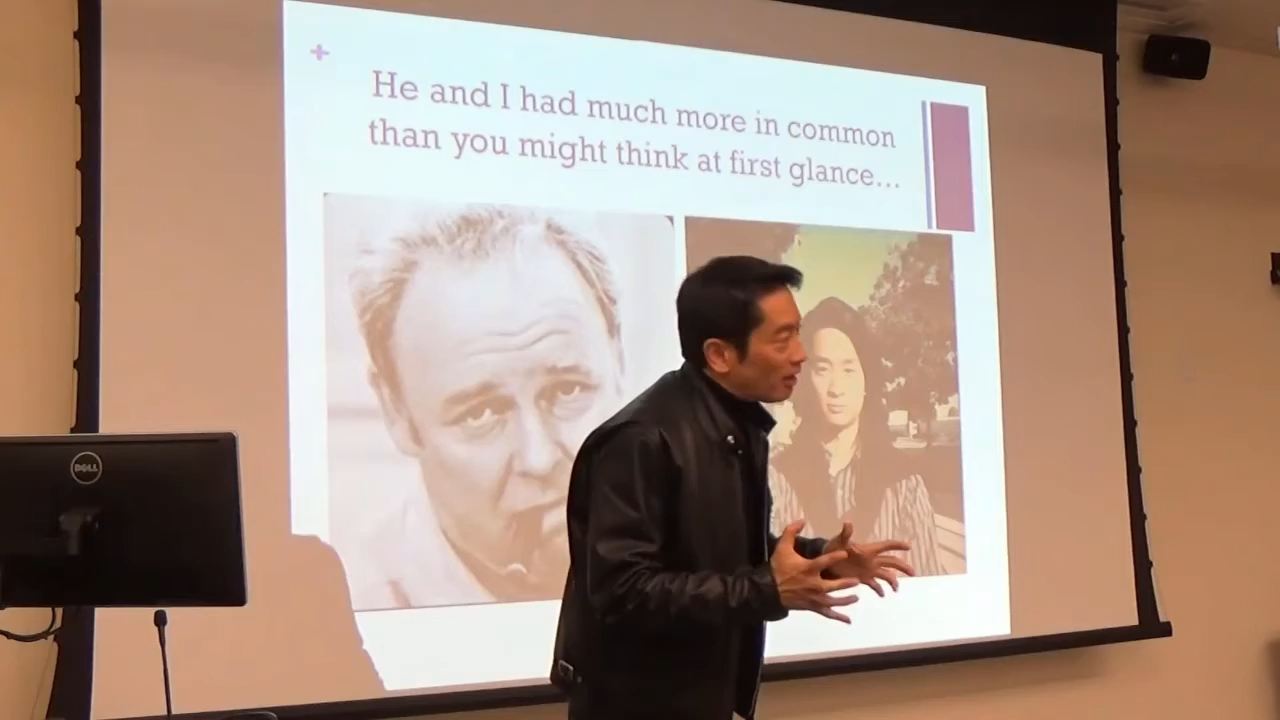 +
He and I had much more in common
than you might think at first glance...
DELL